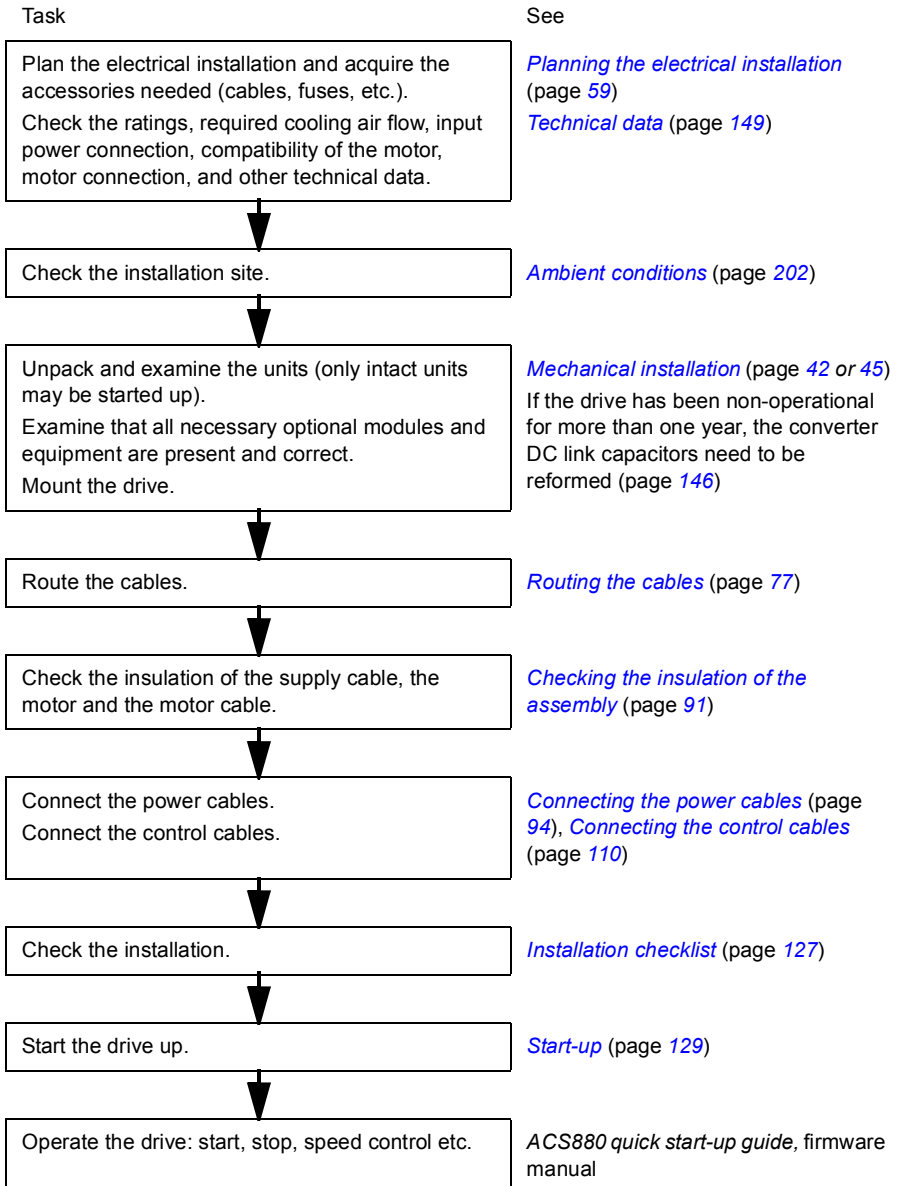 Task See
Plan the electrical installation and acquire the
accessories needed (cables, fuses, etc.).
Check the ratings, required cooling air flow, input
power connection, compatibility of the motor,
motor connection, and other technical data.
Planning the electrical installation
(page 59)
Technical data (page 149)
Check the installation site.
Ambient conditions (page 202)
Unpack and examine the units (only intact units
may be started up).
Examine that all necessary optional modules and
equipment are present and correct.
Mount the drive.
Mechanical installation (page 42 or 45)
If the drive has been non-operational
for more than one year, the converter
DC link capacitors need to be
reformed (page 146)
Route the cables.
Routing the cables (page 77)
Check the insulation of the supply cable, the
motor and the motor cable.
Checking the insulation of the
assembly (page 91)
Connect the power cables.
Connect the control cables.
Connecting the power cables (page
94), Connecting the control cables
(page 110)
Check the installation.
Installation checklist (page 127)
Start the drive up.
Start-up (page 129)
Operate the drive: start, stop, speed control etc.
ACS880 quick start-up guide, firmware
manual